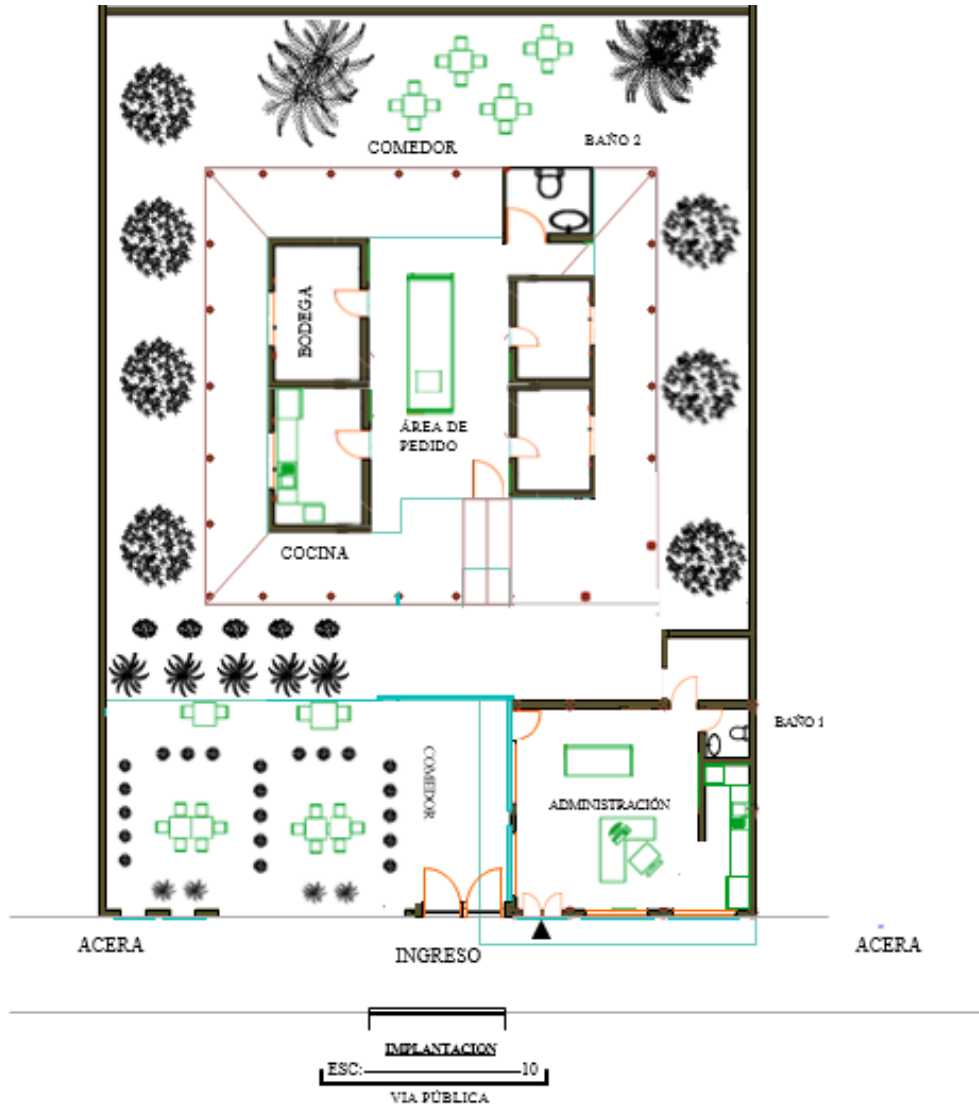 COMEDOR
BAÑO 2
BODEGA
ÁREA DE
PEDIDO
COCINA
COMEDOR
BAÑO 1
ADMINISTRACIÓN
ACERA
INGRESO
ACERA
IMPLANTACION
ESC:
10
VIA PÚBLICA